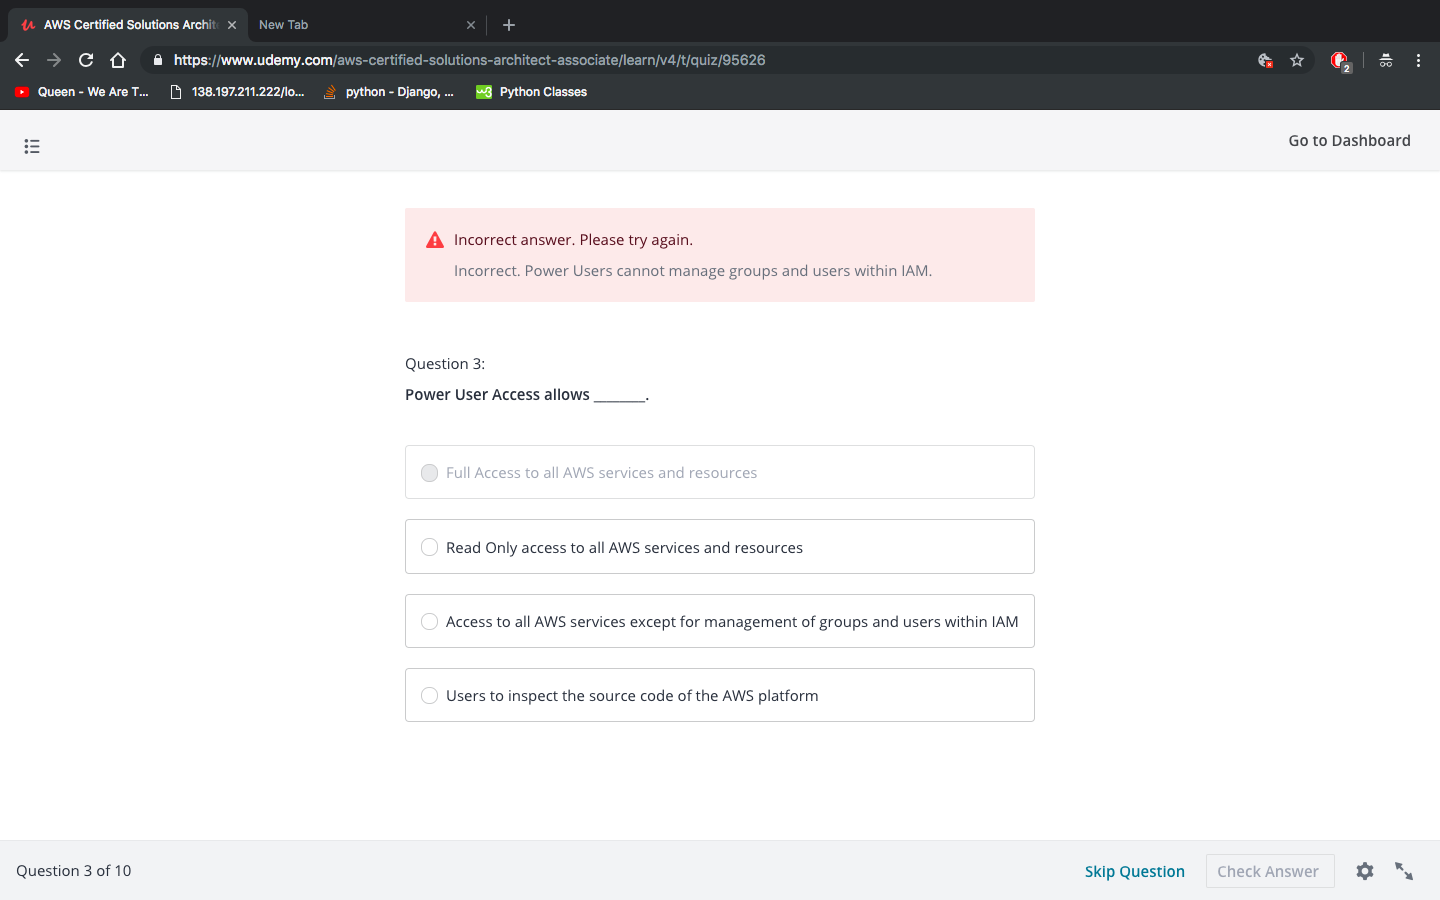 AWS Certified Solutions Archite
New Tab
https://www.udemy.com/aws-certified-solutions-architect-associate/learn/v4/t/quiz/95626
2
Queen - We Are T...
138.197.211.222/lo...
python - Django, ...
Python Classes
Go to Dashboard
Incorrect answer. Please try again.
Incorrect. Power Users cannot manage groups and users within IAM.
Question 3:
Power User Access allows ________.
Full Access to all AWS services and resources
Read Only access to all AWS services and resources
Access to all AWS services except for management of groups and users within IAM
Users to inspect the source code of the AWS platform
Question 3 of 10
Skip Question
Check Answer